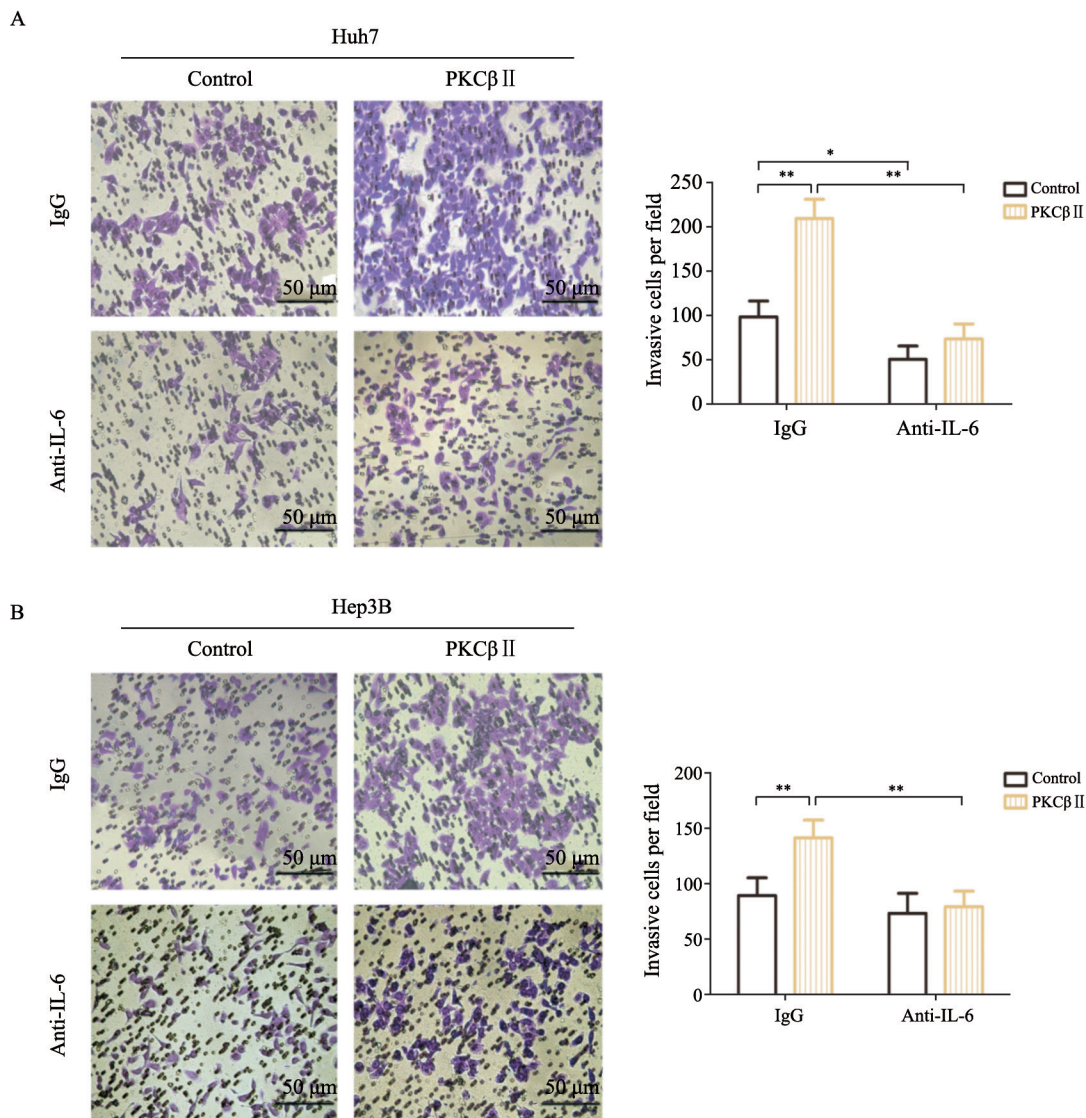 A
Huh7
Control PKCβⅡ
IgG
50 μm 50 μm
Anti-IL-6
50 μm 50 μm
*
** **
Invasive cells per field
250
200
150
100
50
0
IgG Anti-IL-6
Control
PKCβⅡ
B
Hep3B
Control PKCβⅡ
IgG
50 μm 50 μm
Anti-IL-6
50 μm 50 μm
** **
Invasive cells per field
200
150
100
50
0
IgG Anti-IL-6
Control
PKCβⅡ